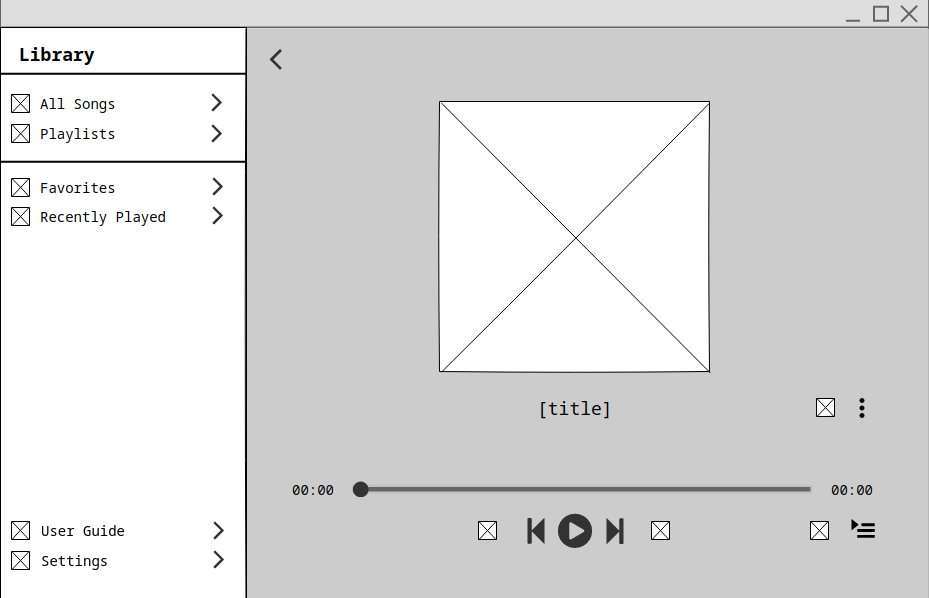 Library
All Songs
Playlists
Favorites
Recently Played
[title]
00:00
00:00
User Guide
Settings